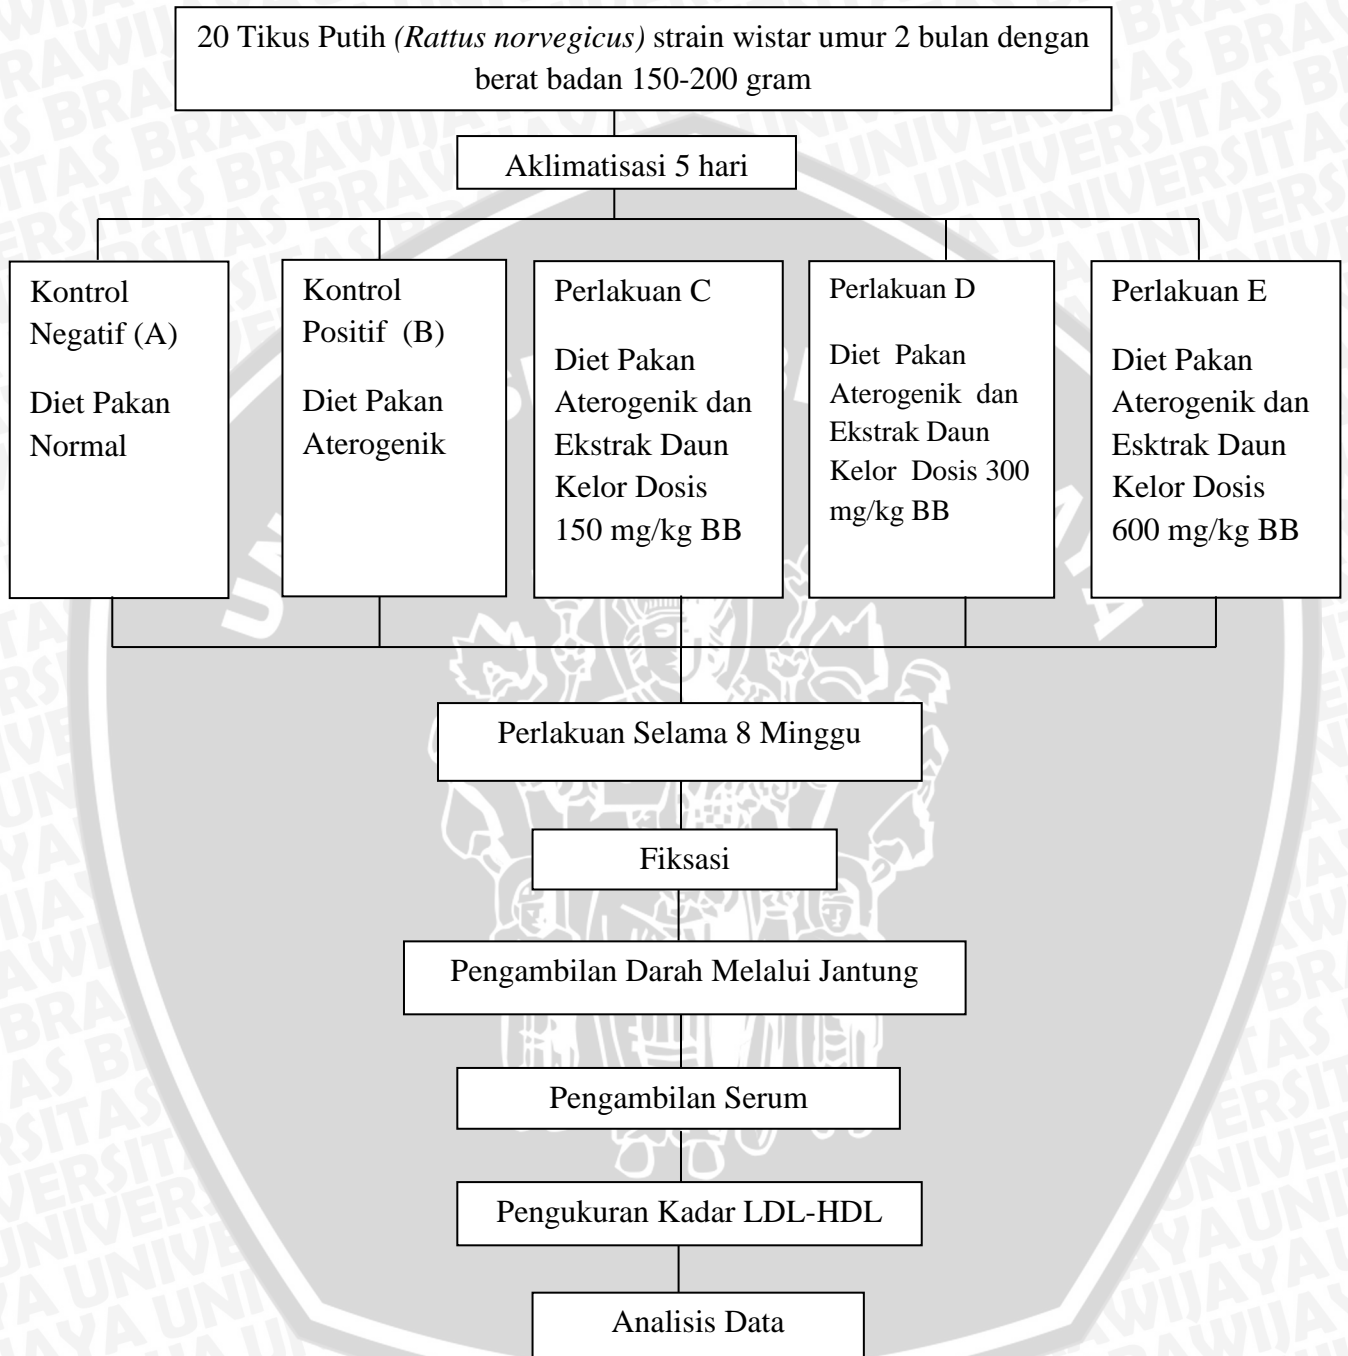 20 Tikus Putih (Rattus norvegicus) strain wistar umur 2 bulan dengan
berat badan 150-200 gram
Aklimatisasi 5 hari
Kontrol
Negatif (A)
Diet Pakan
Normal
Kontrol
Positif (B)
Diet Pakan
Aterogenik
Perlakuan C
Diet Pakan
Aterogenik dan
Ekstrak Daun
Kelor Dosis
150 mg/kg BB
Perlakuan D
Diet Pakan
Aterogenik dan
Ekstrak Daun
Kelor Dosis 300
mg/kg BB
Perlakuan E
Diet Pakan
Aterogenik dan
Esktrak Daun
Kelor Dosis
600 mg/kg BB
Perlakuan Selama 8 Minggu
Fiksasi
Pengambilan Darah Melalui Jantung
Pengambilan Serum
Pengukuran Kadar LDL-HDL
Analisis Data